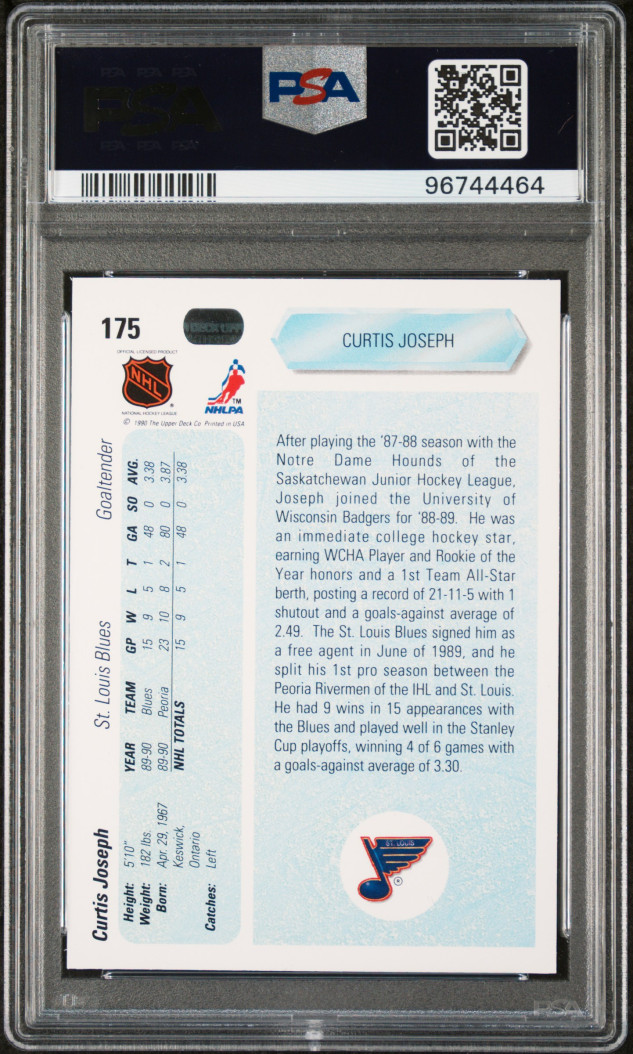 PSA
96744464
175
CURTIS JOSEPH
OFFICIAL LICENSED PRODUCT
NHL
NATIONAL HOCKEY LEAGUE
TM
NHLPA
© 1990 The Upper Deck Co. Printed in USA
After playing the '87-88 season with the
Notre Dame Hounds of the
Saskatchewan Junior Hockey League,
Joseph joined the University of
Wisconsin Badgers for '88-89. He was
an immediate college hockey star,
earning WCHA Player and Rookie of the
Year honors and a 1st Team All-Star
berth, posting a record of 21-11-5 with 1
shutout and a goals-against average of
2.49. The St. Louis Blues signed him as
a free agent in June of 1989, and he
split his 1st pro season between the
Peoria Rivermen of the IHL and St. Louis.
He had 9 wins in 15 appearances with
the Blues and played well in the Stanley
Cup playoffs, winning 4 of 6 games with
a goals-against average of 3.30.
ST. LOUIS
®
Curtis Joseph St. Louis Blues Goaltender
Height: 5'10"
Weight: 182 lbs.
Born: Apr. 29, 1967
Keswick,
Ontario
Catches: Left
YEAR TEAM GP W L T GA SO AVG.
89-90 Blues 15 9 5 1 48 0 3.38
89-90 Peoria 23 10 8 2 80 0 3.87
NHL TOTALS 15 9 5 1 48 0 3.38
PSA